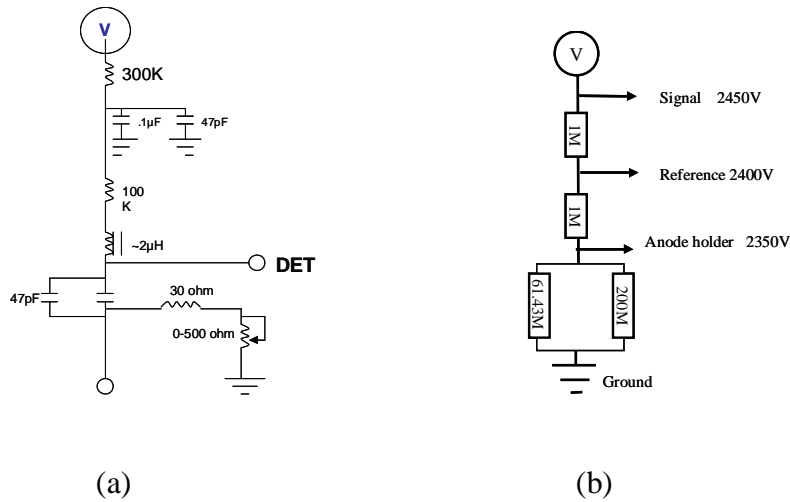 V
300K
.1µF
47pF
100
K
~2µH
DET
47pF
30 ohm
0-500 ohm
(a)
V
Signal 2450V
1M
Reference 2400V
1M
Anode holder 2350V
61.43M
200M
Ground
(b)